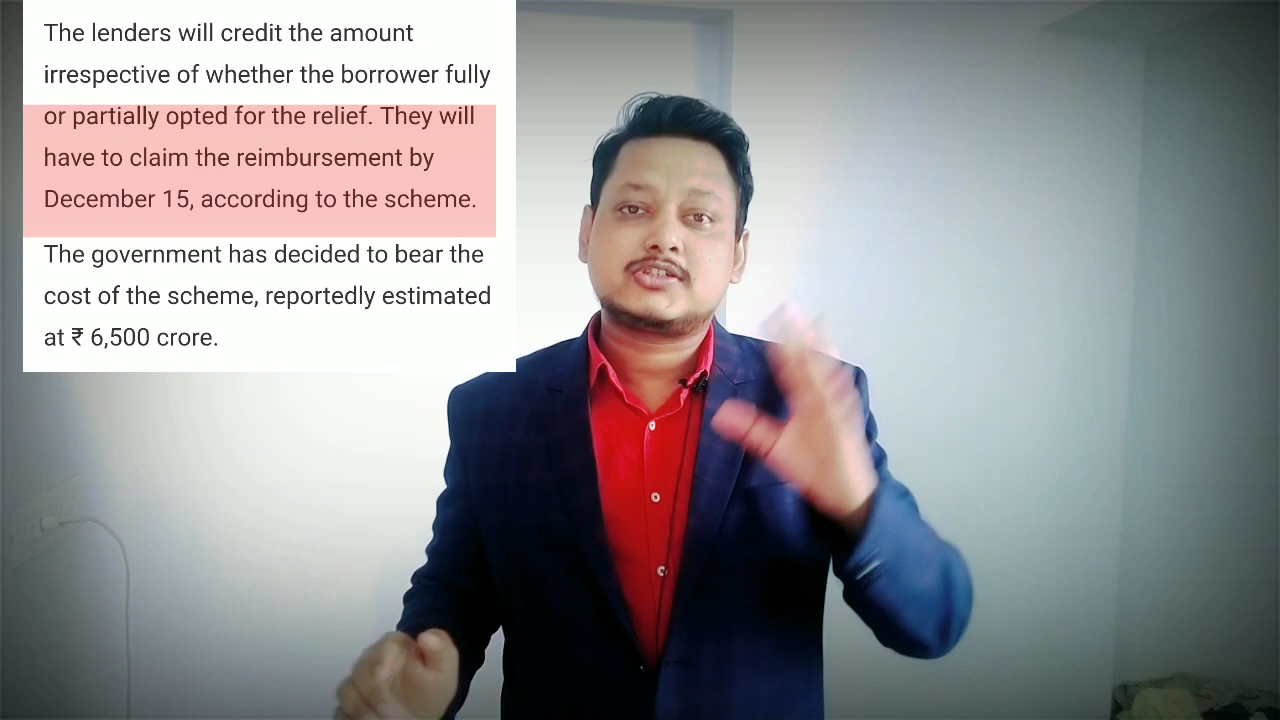 The lenders will credit the amount
irrespective of whether the borrower fully
or partially opted for the relief. They will
have to claim the reimbursement by
December 15, according to the scheme.
The government has decided to bear the
cost of the scheme, reportedly estimated
at ₹ 6,500 crore.